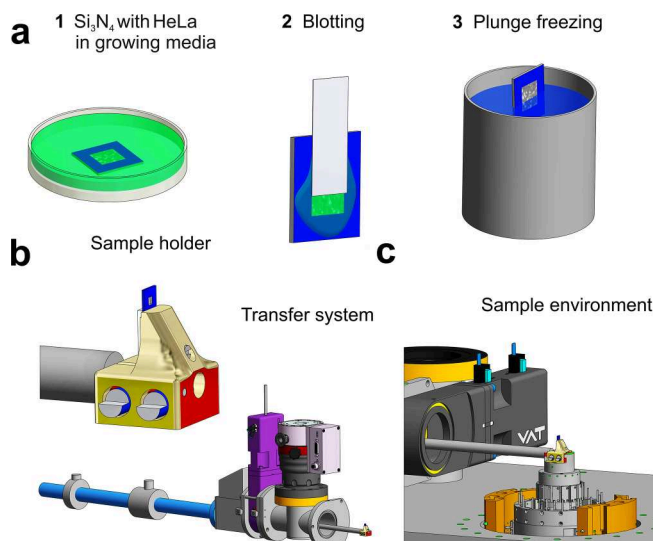 a
1 Si₃N₄ with HeLa
in growing media
2 Blotting
3 Plunge freezing
b
Sample holder
Transfer system
c
Sample environment
VAT